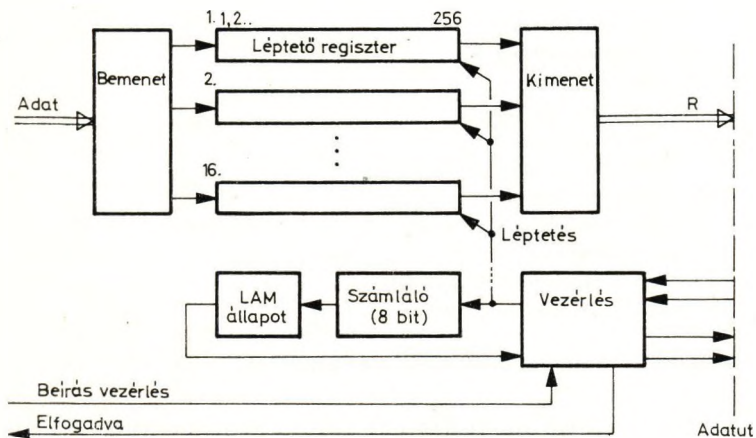 1. 1,2.. 256
Léptető regiszter
Bemenet
Kimenet
Adat
2.
R
16.
Léptetés
LAM állapot
Számláló (8 bit)
Vezérlés
Beírás vezérlés
Elfogadva
Adatut